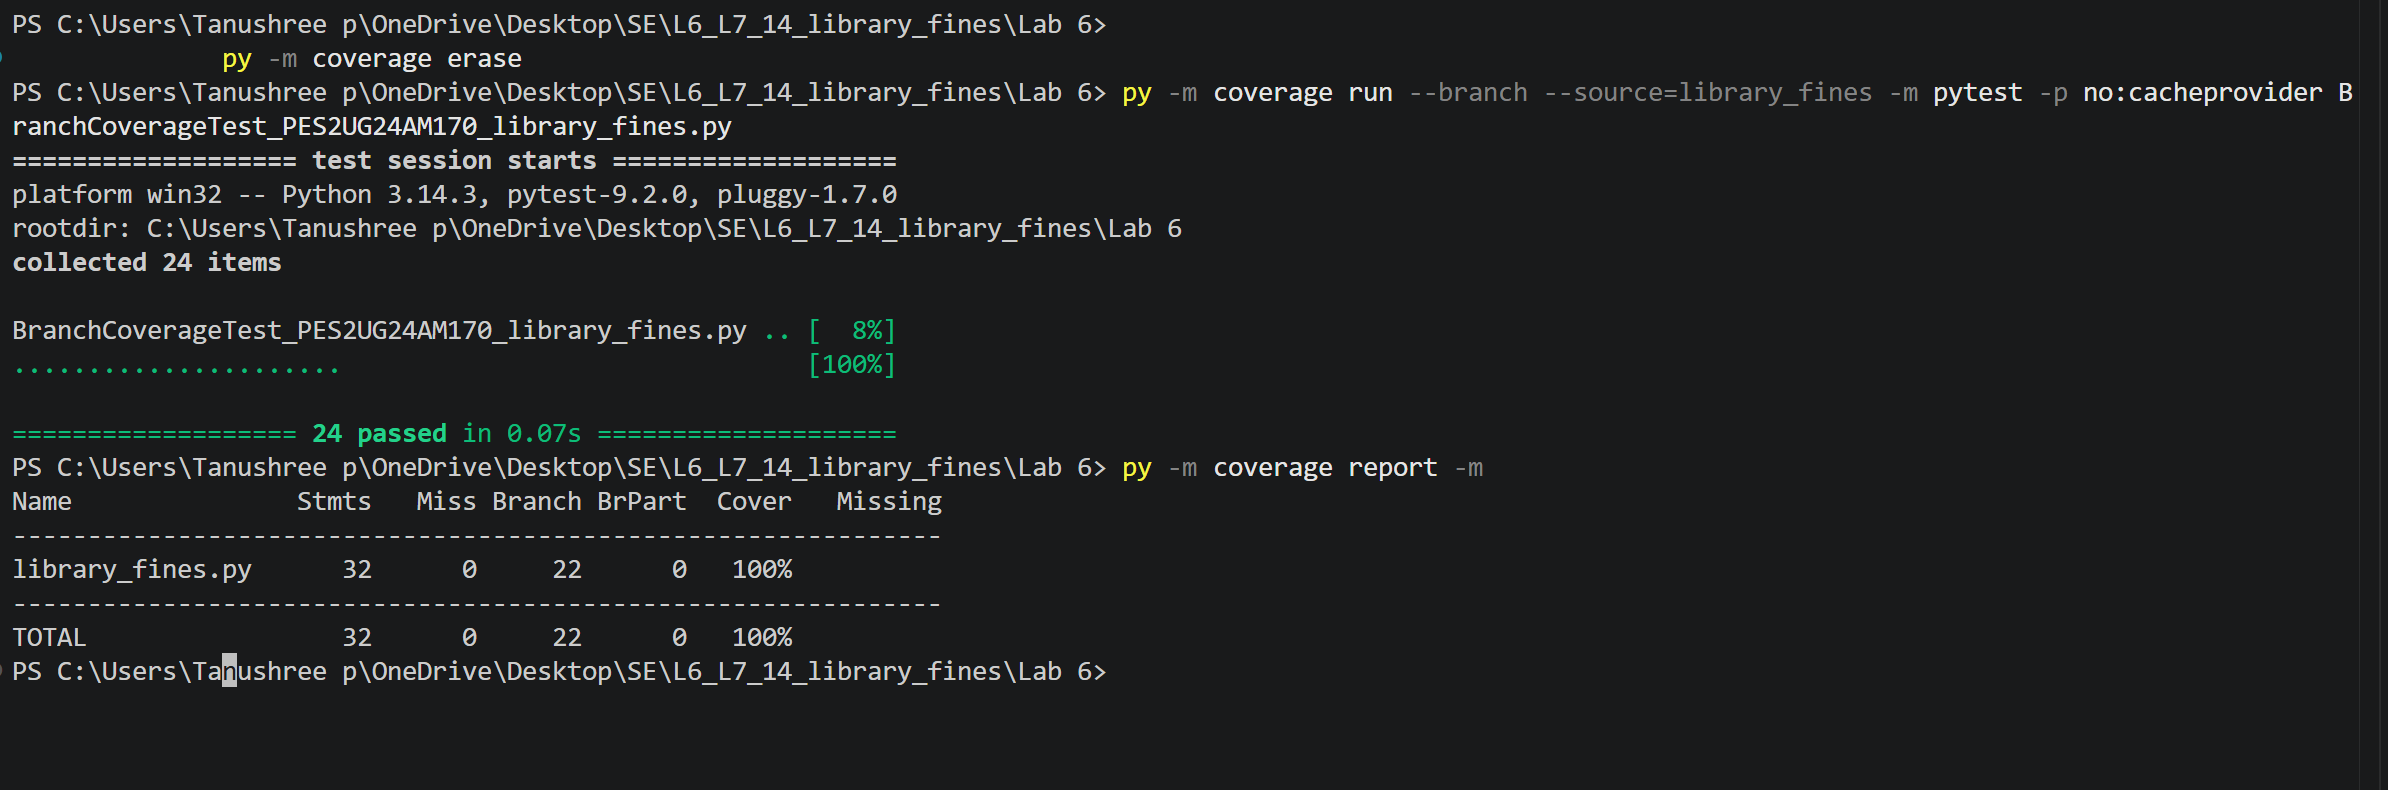 PS C:\Users\Tanushree p\OneDrive\Desktop\SE\L6_L7_14_library_fines\Lab 6>
py -m coverage erase
PS C:\Users\Tanushree p\OneDrive\Desktop\SE\L6_L7_14_library_fines\Lab 6> py -m coverage run --branch --source=library_fines -m pytest -p no:cacheprovider B
ranchCoverageTest_PES2UG24AM170_library_fines.py
=================== test session starts ===================
platform win32 -- Python 3.14.3, pytest-9.2.0, pluggy-1.7.0
rootdir: C:\Users\Tanushree p\OneDrive\Desktop\SE\L6_L7_14_library_fines\Lab 6
collected 24 items
BranchCoverageTest_PES2UG24AM170_library_fines.py .. [  8%]
......................                               [100%]
=================== 24 passed in 0.07s ====================
PS C:\Users\Tanushree p\OneDrive\Desktop\SE\L6_L7_14_library_fines\Lab 6> py -m coverage report -m
Name               Stmts   Miss Branch BrPart  Cover   Missing
--------------------------------------------------------------
library_fines.py      32      0     22      0   100%
--------------------------------------------------------------
TOTAL                 32      0     22      0   100%
PS C:\Users\Tanushree p\OneDrive\Desktop\SE\L6_L7_14_library_fines\Lab 6>